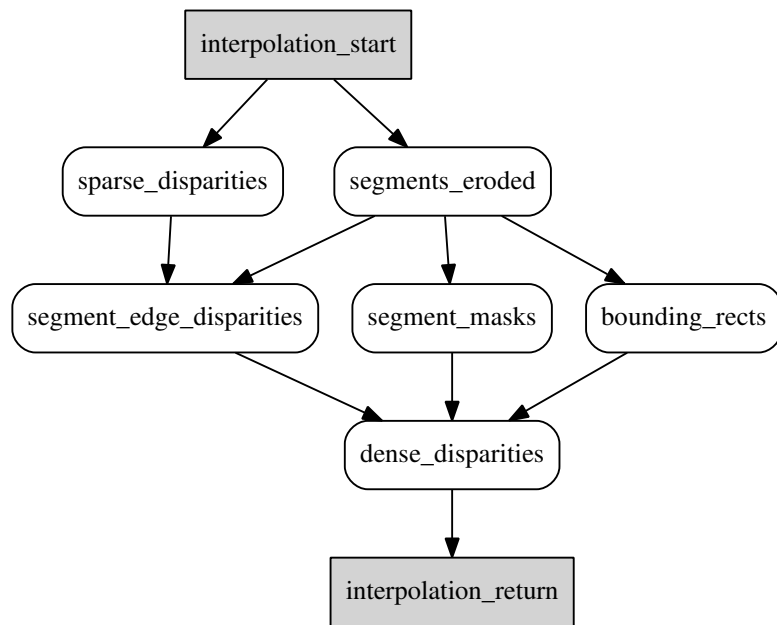 interpolation_start
sparse_disparities
segments_eroded
segment_edge_disparities
segment_masks
bounding_rects
dense_disparities
interpolation_return